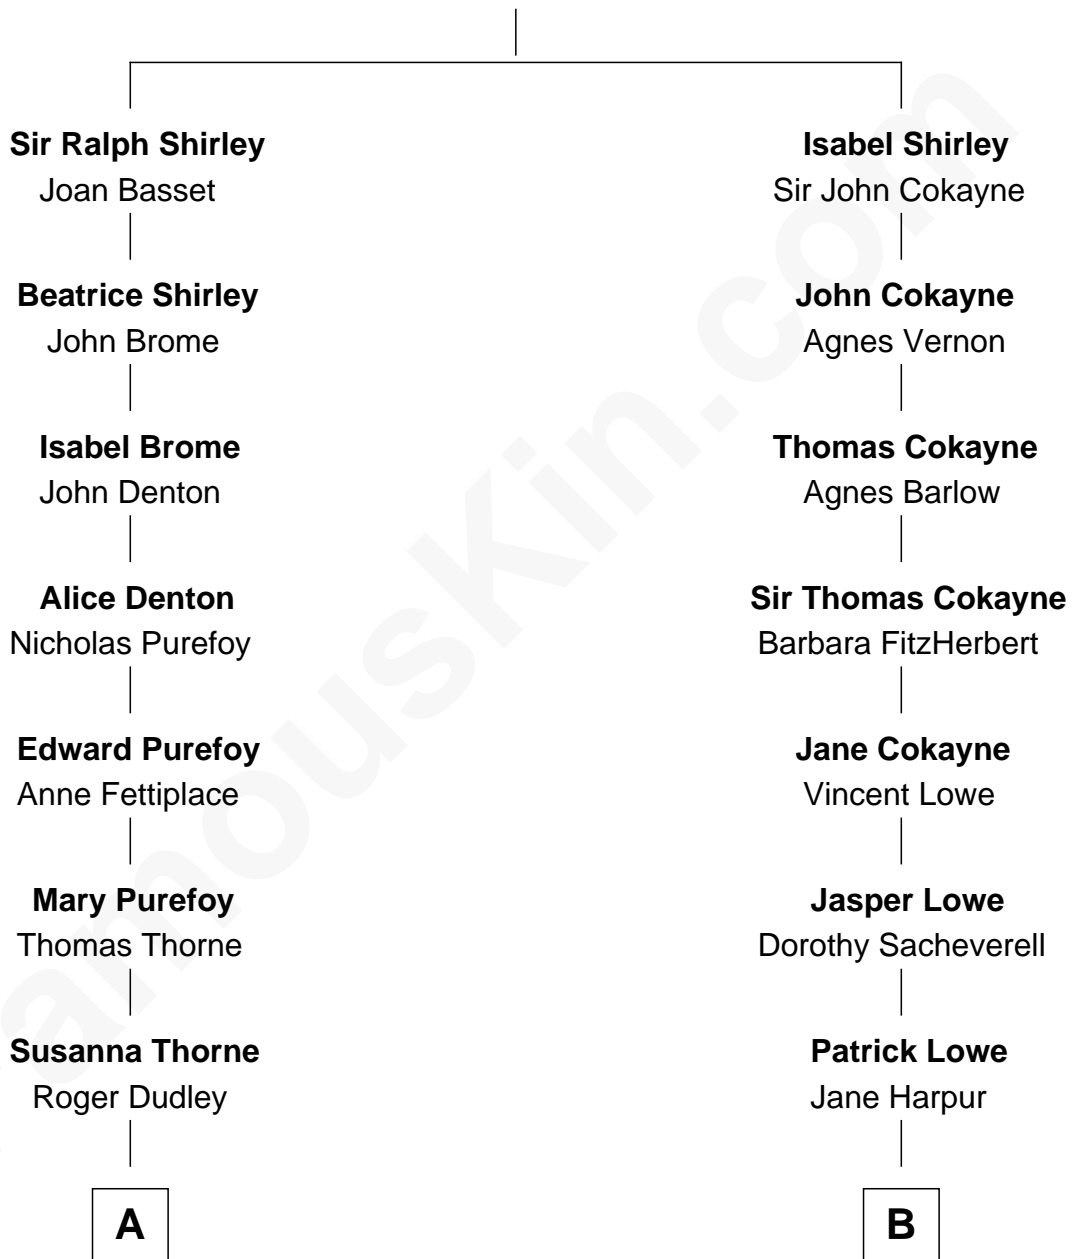 Sir Ralph Shirley
Joan Basset
Isabel Shirley
Sir John Cokayne
Beatrice Shirley
John Brome
John Cokayne
Agnes Vernon
Isabel Brome
John Denton
Thomas Cokayne
Agnes Barlow
Alice Denton
Nicholas Purefoy
Sir Thomas Cokayne
Barbara FitzHerbert
Edward Purefoy
Anne Fettiplace
Jane Cokayne
Vincent Lowe
Mary Purefoy
Thomas Thorne
Jasper Lowe
Dorothy Sacheverell
Susanna Thorne
Roger Dudley
Patrick Lowe
Jane Harpur
A
B
amousKin.com